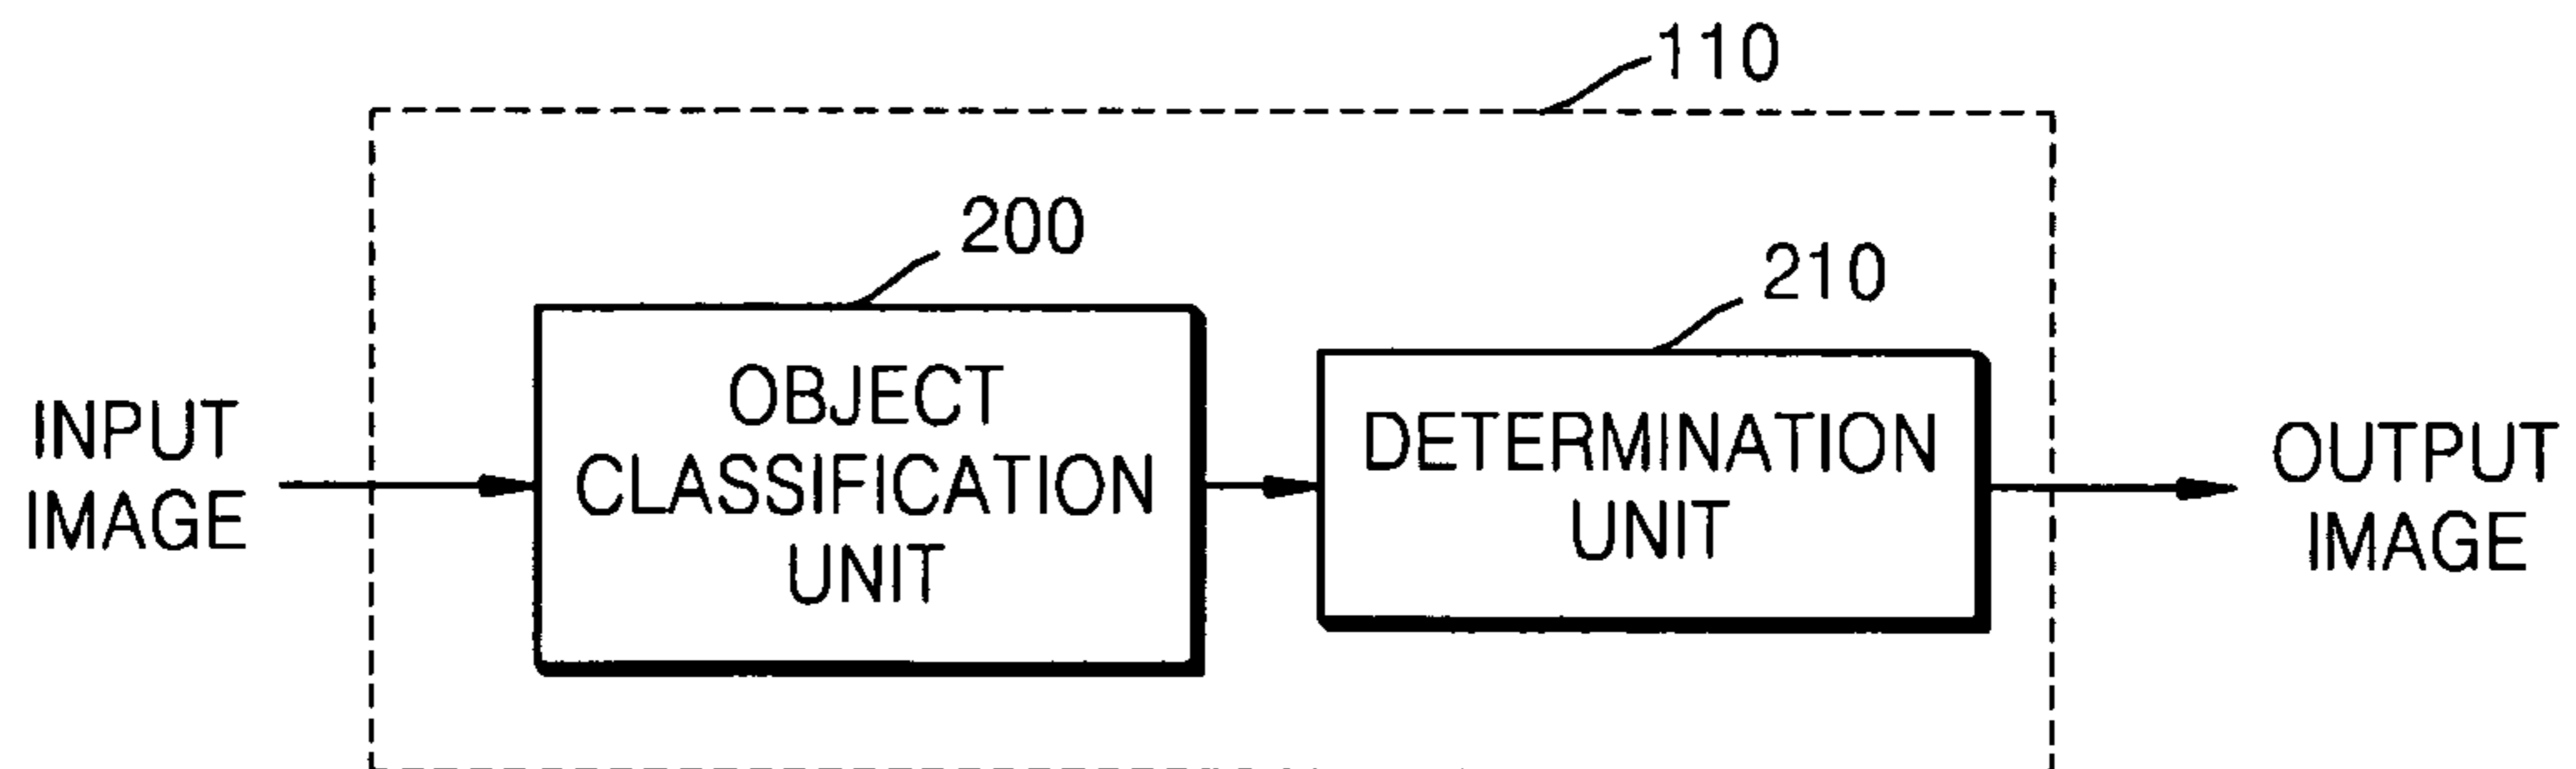 110
200
210
INPUT
IMAGE
OBJECT
CLASSIFICATION
UNIT
DETERMINATION
UNIT
OUTPUT
IMAGE